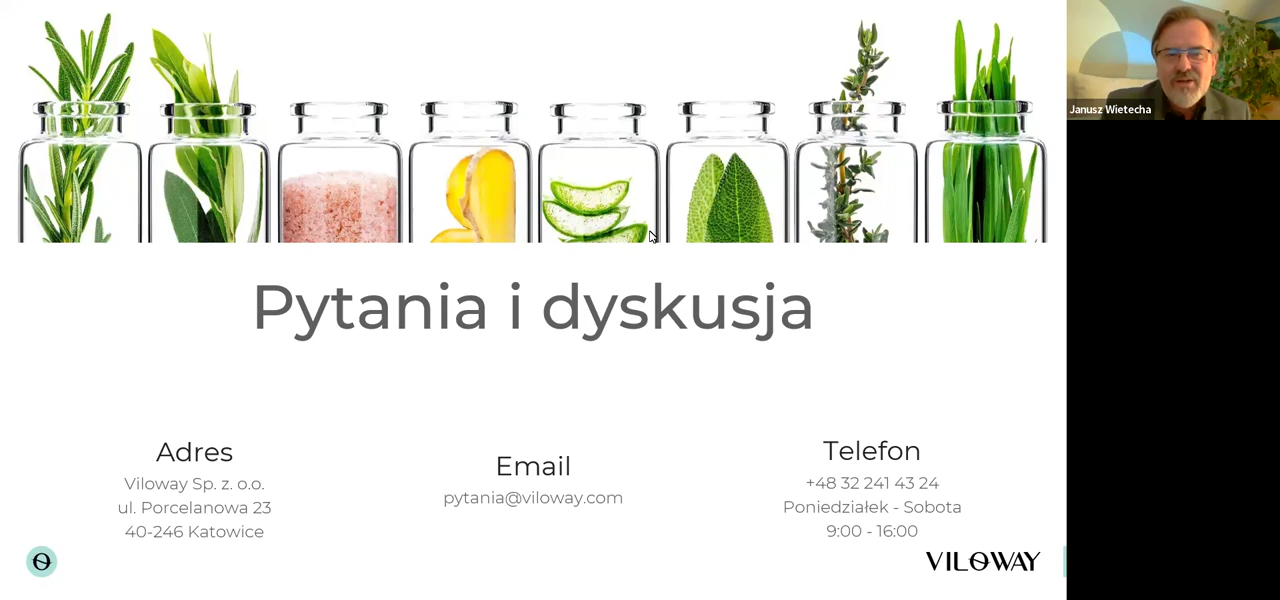 Janusz Wietecha
Pytania i dyskusja
Adres
Viloway Sp. z. o.o.
ul. Porcelanowa 23
40-246 Katowice
Email
pytania@viloway.com
Telefon
+48 32 241 43 24
Poniedziałek - Sobota
9:00 - 16:00
VILOWAY